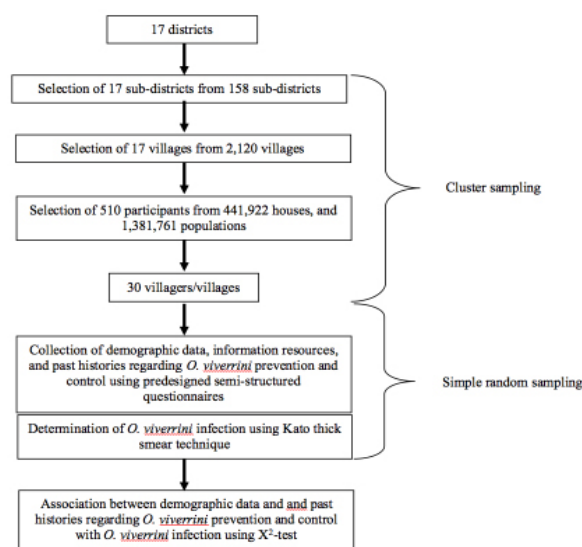 17 districts
Selection of 17 sub-districts from 158 sub-districts
Selection of 17 villages from 2,120 villages
Selection of 510 participants from 441,922 houses, and
1,381,761 populations
30 villagers/villages
Cluster sampling
Collection of demographic data, information resources,
and past histories regarding O. viverrini prevention and
control using predesigned semi-structured
questionnaires
Determination of O. viverrini infection using Kato thick
smear technique
Simple random sampling
Association between demographic data and and past
histories regarding O. viverrini prevention and control
with O. viverrini infection using X²-test